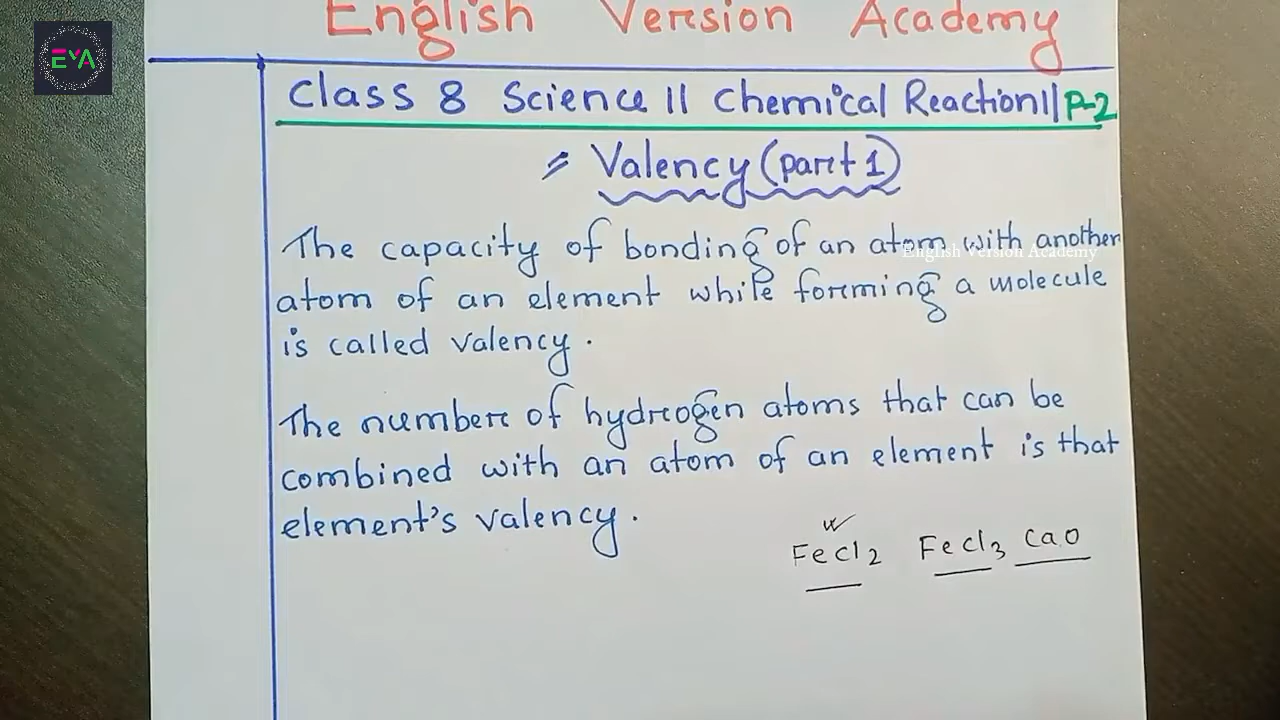 English Version Academy
EVA
Class 8 Science || Chemical Reaction || P-2
⇒ Valency (part 1)
The capacity of bonding of an atom with another
English Version Academy
atom of an element while forming a molecule
is called valency.
The number of hydrogen atoms that can be
combined with an atom of an element is that
element's valency.
FeCl2 FeCl3 CaO